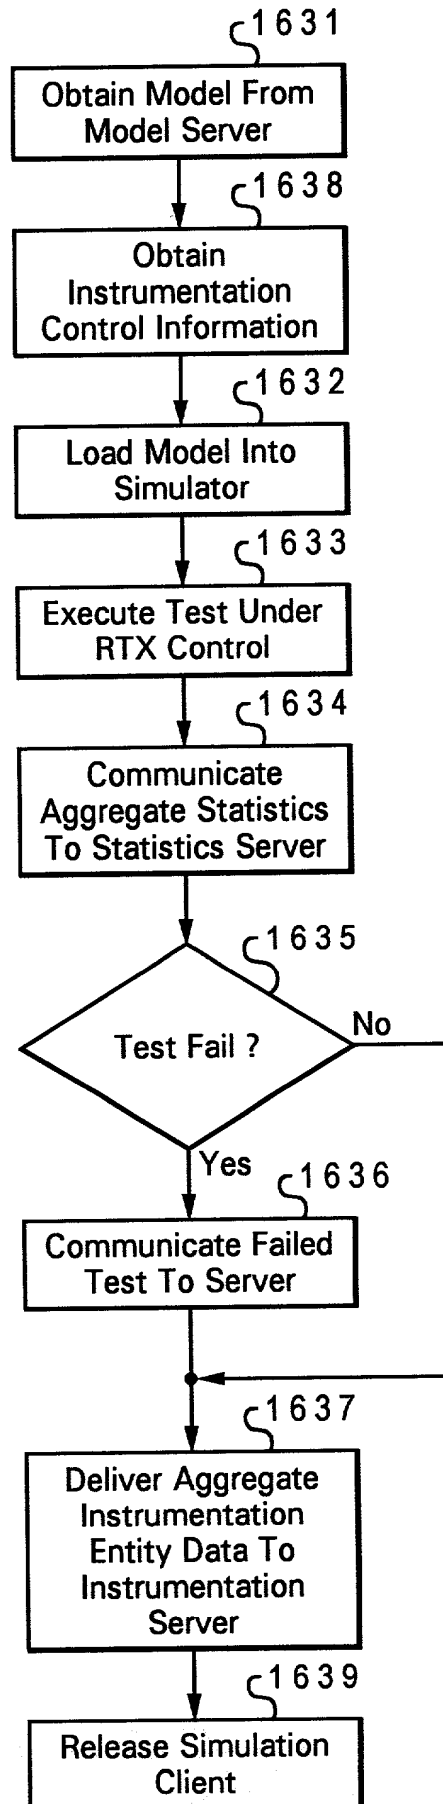 1631
Obtain Model From
Model Server
1638
Obtain
Instrumentation
Control Information
1632
Load Model Into
Simulator
1633
Execute Test Under
RTX Control
1634
Communicate
Aggregate Statistics
To Statistics Server
1635
Test Fail ?
No
Yes
1636
Communicate Failed
Test To Server
1637
Deliver Aggregate
Instrumentation
Entity Data To
Instrumentation
Server
1639
Release Simulation
Client